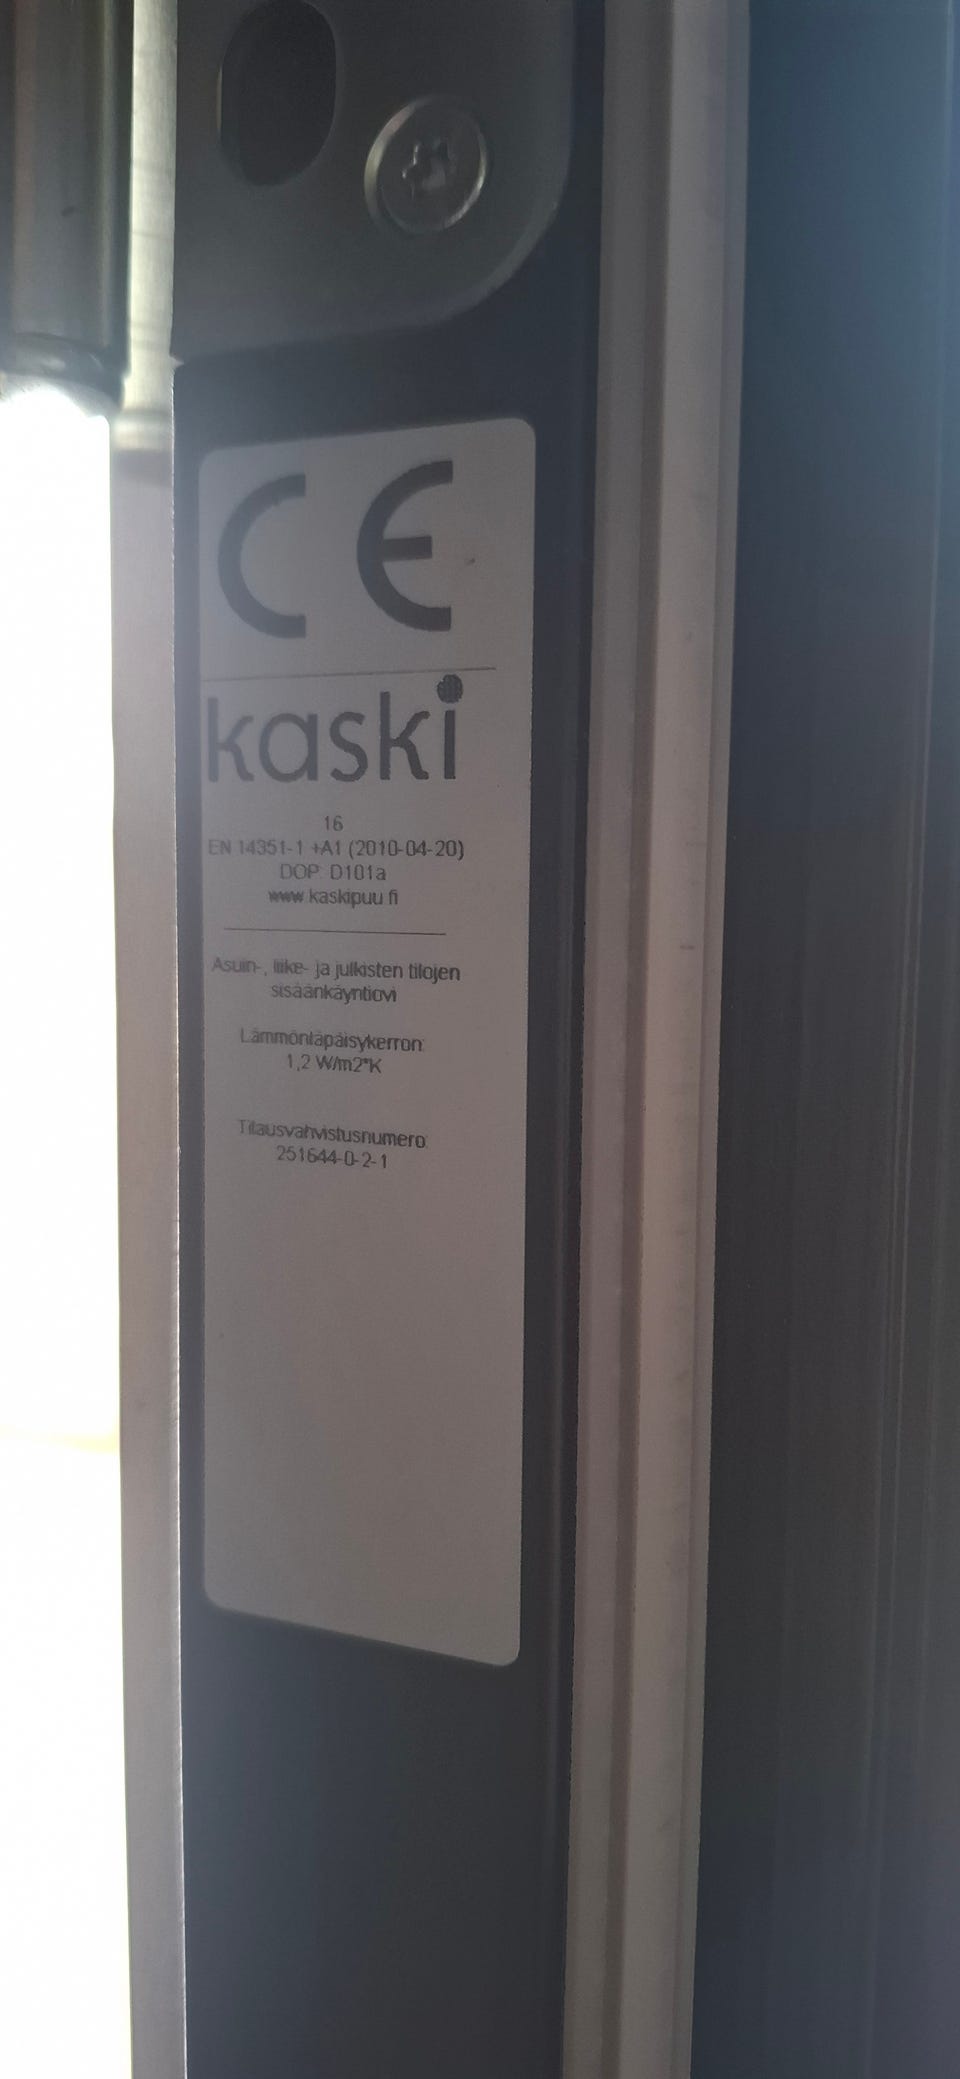 CE
kaski
16
EN 14351-1 +A1 (2010-04-20)
DOP: D101a
www.kaskipuu.fi
Asuin-, liike- ja julkisten tilojen
sisäänkäyntiovi
Lämmönläpäisykerroin:
1,2 W/m2*K
Tilausvahvistusnumero:
251644-0-2-1